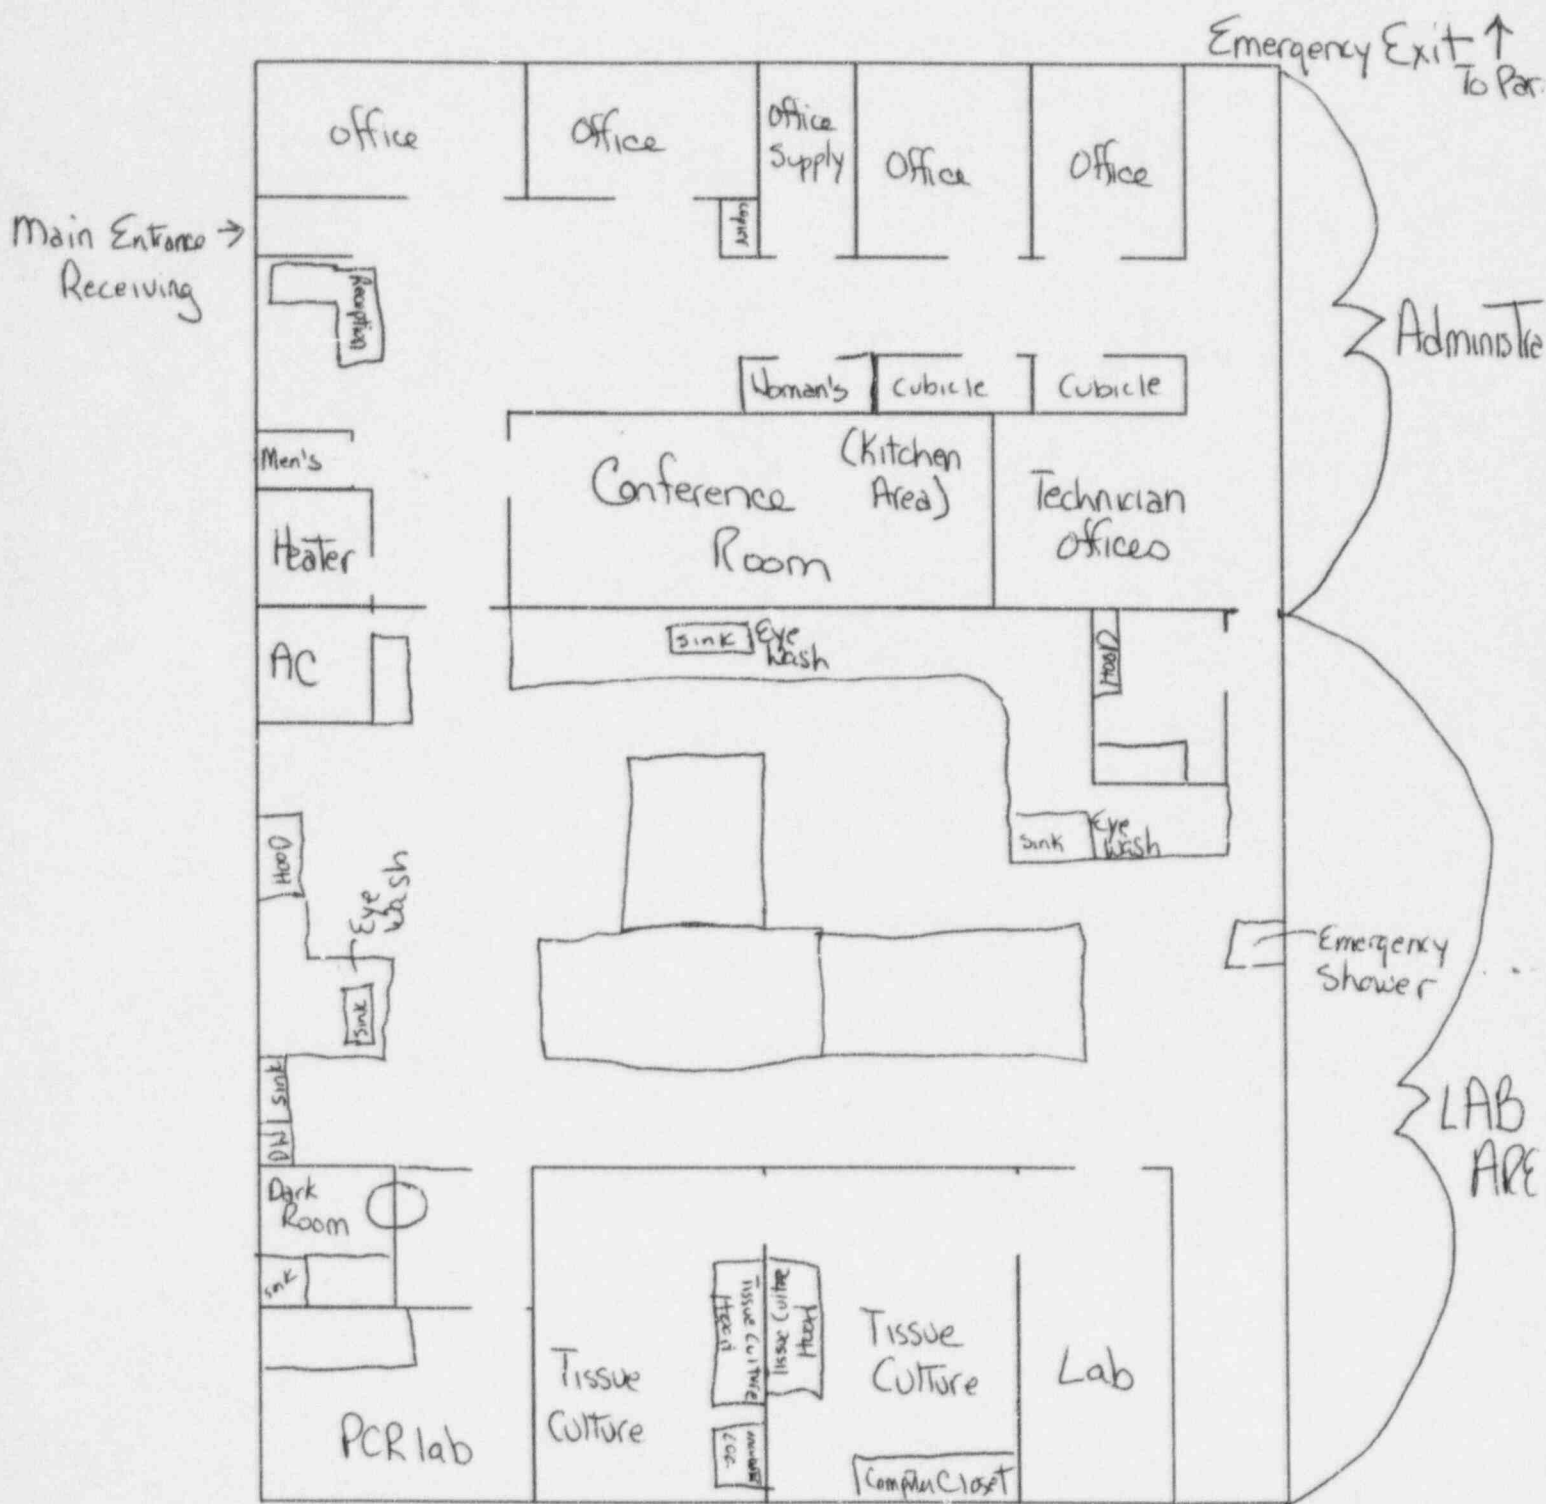 Emergency Exit ↑
To Par
Office
Office
Office
Supply
Office
Office
Main Entrance →
Receiving
Copier
Reception
Administra
Woman's
Cubicle
Cubicle
Men's
Conference
Room
(Kitchen
Area)
Technician
Offices
Heater
AC
Sink
Eye
Wash
HOOD
HOOD
Eye
Wash
Sink
Sink
Eye
Wash
Emergency
Shower
Sink
DW
LAB
ARE
Dark
Room
Sink
Tissue Culture
Hood
Tissue Culture
Hood
Tissue
Culture
Tissue
Culture
Lab
PCR lab
Computer Closet